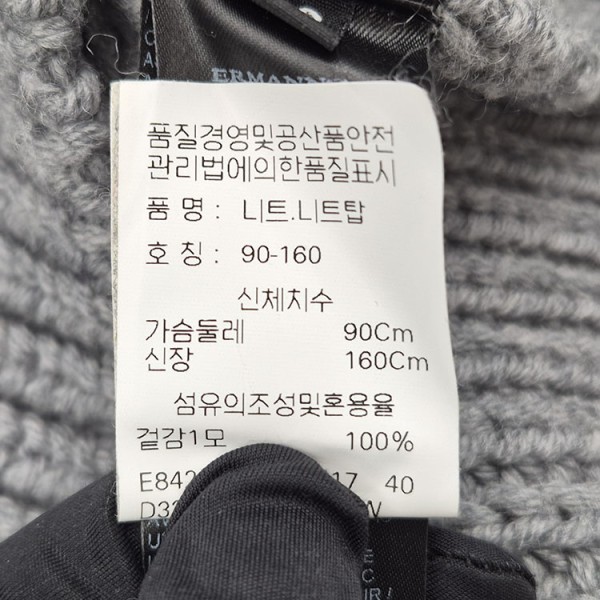 품질경영및공산품안전
관리법에의한품질표시
품 명 : 니트.니트탑
호 칭 : 90-160
신체치수
가슴둘레 90Cm
신장 160Cm
섬유의조성및혼용율
겉감1모 100%
E842 17 40